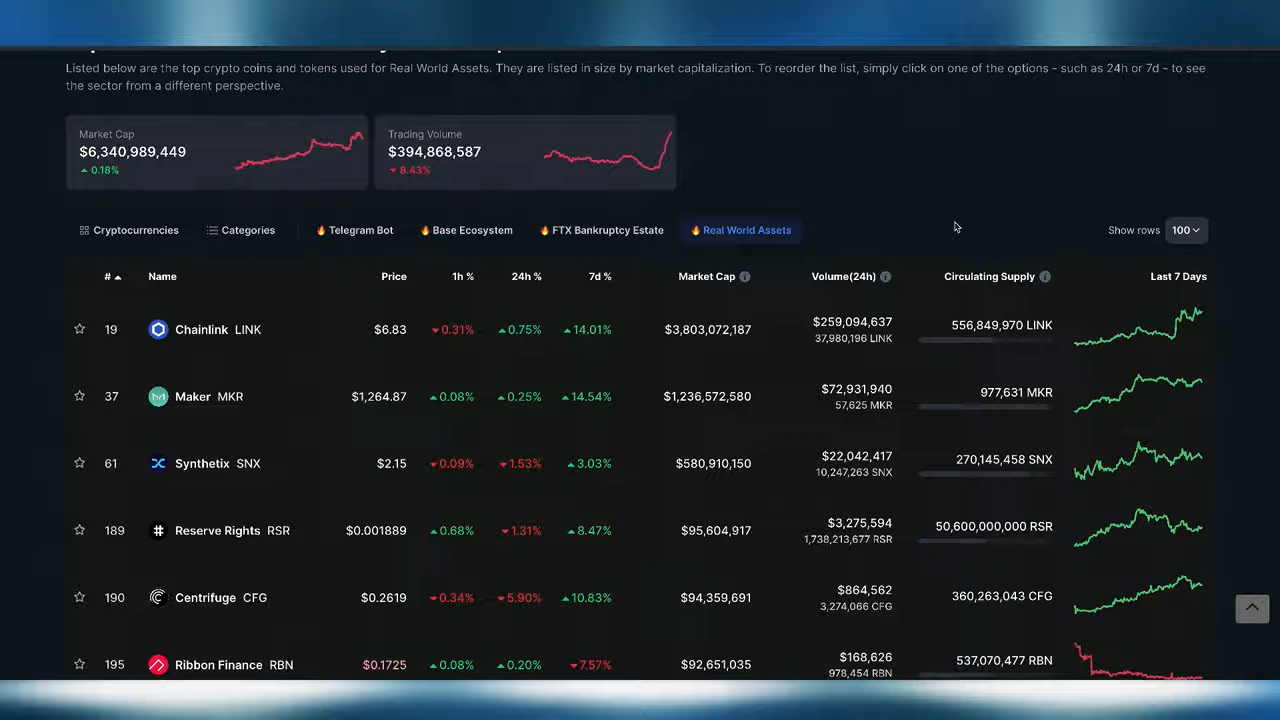 Listed below are the top crypto coins and tokens used for Real World Assets. They are listed in size by market capitalization. To reorder the list, simply click on one of the options - such as 24h or 7d - to see
the sector from a different perspective.
Market Cap
$6,340,989,449
0.18%
Trading Volume
$394,868,587
8.43%
Cryptocurrencies Categories Telegram Bot Base Ecosystem FTX Bankruptcy Estate Real World Assets Show rows 100
# Name Price 1h % 24h % 7d % Market Cap Volume(24h) Circulating Supply Last 7 Days
19 Chainlink LINK $6.83 0.31% 0.75% 14.01% $3,803,072,187 $259,094,637 556,849,970 LINK
37,980,196 LINK
37 Maker MKR $1,264.87 0.08% 0.25% 14.54% $1,236,572,580 $72,931,940 977,631 MKR
57,625 MKR
61 Synthetix SNX $2.15 0.09% 1.53% 3.03% $580,910,150 $22,042,417 270,145,458 SNX
10,247,263 SNX
189 Reserve Rights RSR $0.001889 0.68% 1.31% 8.47% $95,604,917 $3,275,594 50,600,000,000 RSR
1,738,213,677 RSR
190 Centrifuge CFG $0.2619 0.34% 5.90% 10.83% $94,359,691 $864,562 360,263,043 CFG
3,274,066 CFG
195 Ribbon Finance RBN $0.1725 0.08% 0.20% 7.57% $92,651,035 $168,626 537,070,477 RBN
978,454 RBN